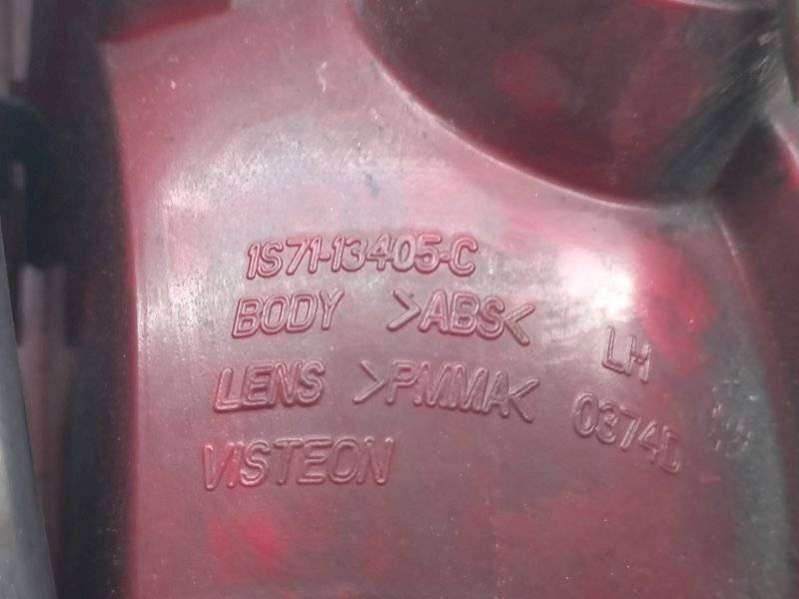 1S71-13405-C
BODY >ABS<
LENS >PMMA<
VISTEON
LH
0374D